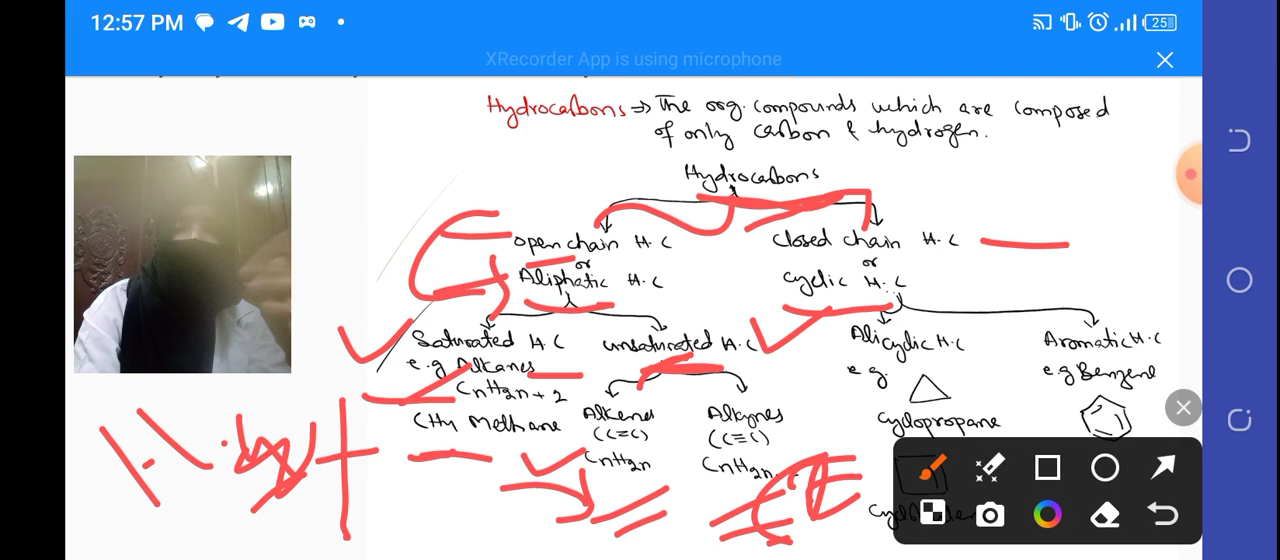 12:57 PM
25
XRecorder App is using microphone
Hydrocarbons ⇒ The org. compounds which are composed
of only carbon & hydrogen.
Hydrocarbons
open chain H.C
or
Aliphatic H.C
Closed chain H.C
or
Cyclic H.C
Saturated H.C
e.g Alkanes
CnH2n+2
CH4 Methane
unsaturated H.C
Alkenes
(C=C)
CnH2n
Alkynes
(C≡C)
CnH2n-
Alicyclic H.C
e.g.
Cyclopropane
Aromatic H.C
e.g Benzene